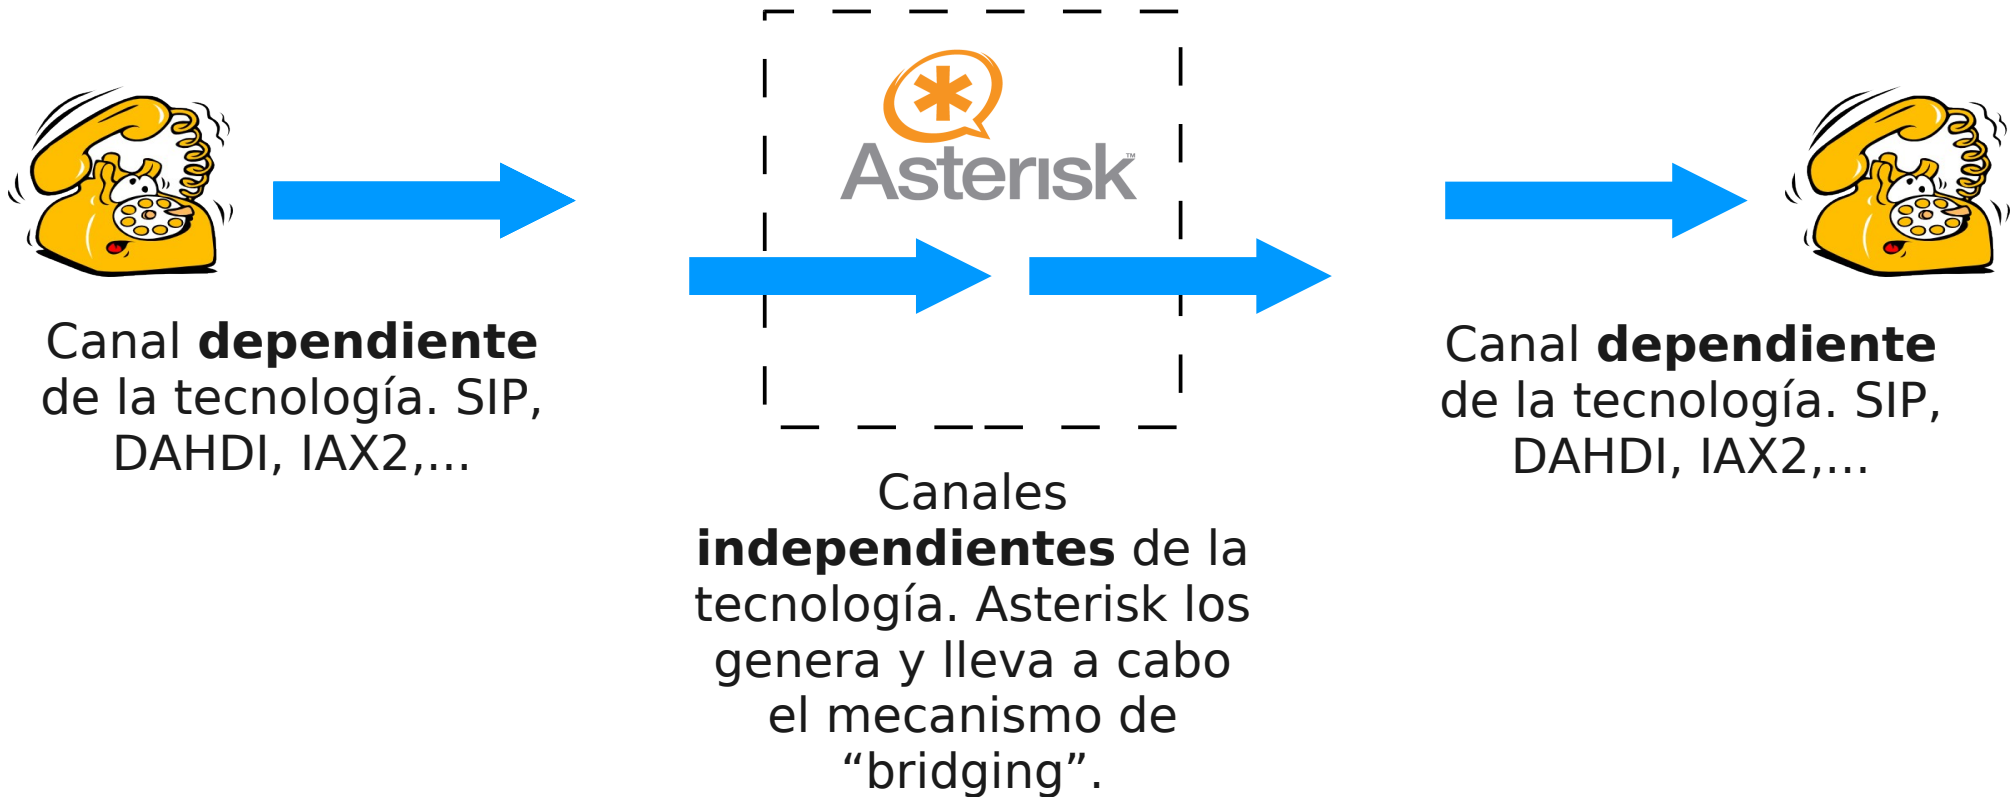 Asterisk™
Canal dependiente
de la tecnología. SIP,
DAHDI, IAX2,...
Canales
independientes de la
tecnología. Asterisk los
genera y lleva a cabo
el mecanismo de
“bridging”.
Canal dependiente
de la tecnología. SIP,
DAHDI, IAX2,...